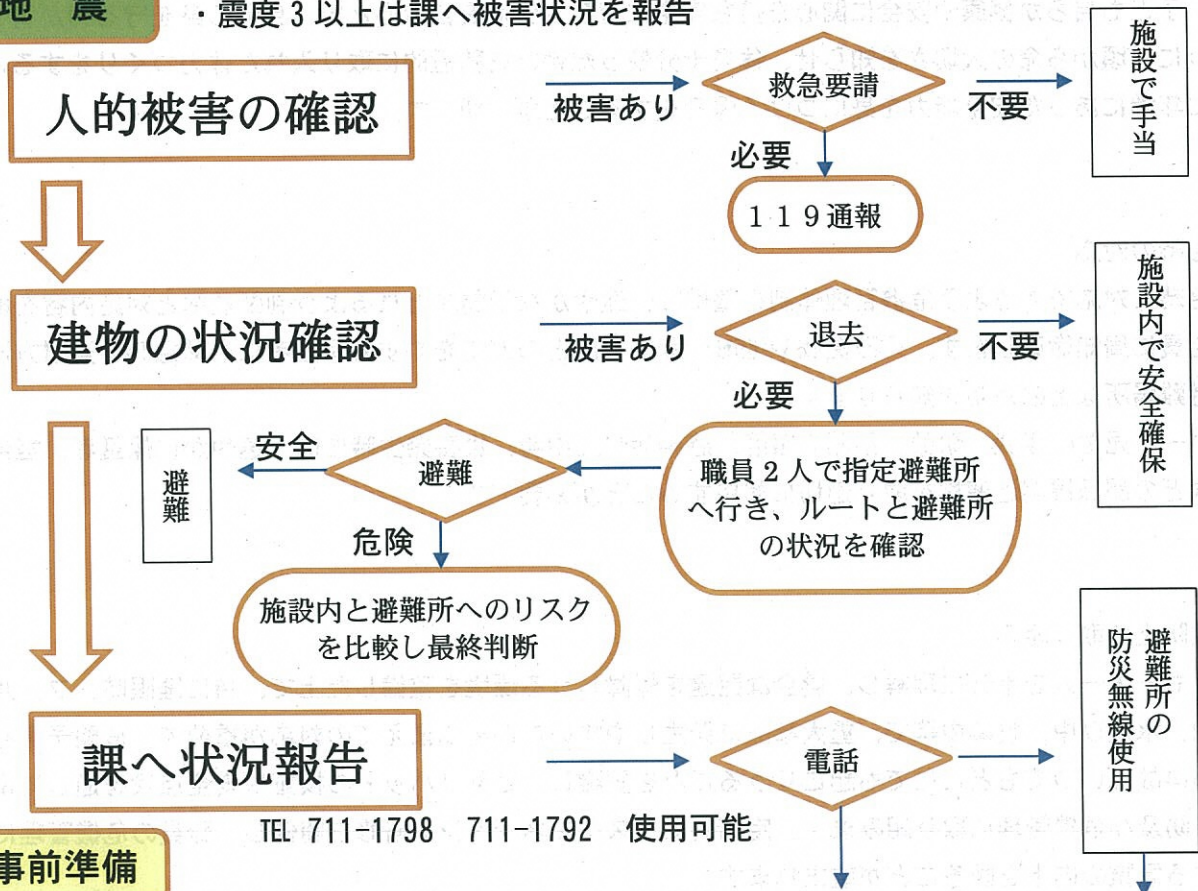 地 震
・震度3以上は課へ被害状況を報告
人的被害の確認
被害あり
救急要請
不要
施設で手当
必要
119通報
建物の状況確認
被害あり
退去
不要
施設内で安全確保
必要
職員2人で指定避難所
へ行き、ルートと避難所
の状況を確認
避難
安全
避難
危険
施設内と避難所へのリスク
を比較し最終判断
課へ状況報告
電話
避難所の
防災無線使用
TEL 711-1798 711-1792 使用可能
事前準備